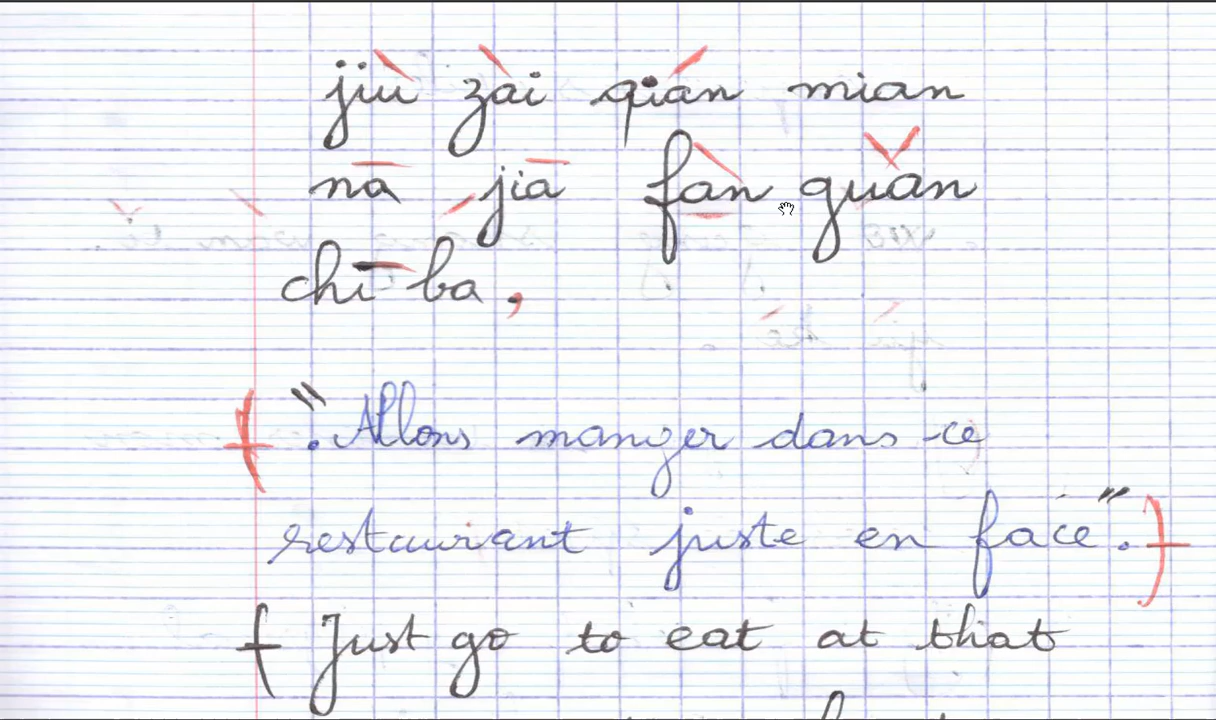 jiù zài qián mian
nā jiā fàn guǎn
chī ba,
". Allons manger dans ce
restaurant juste en face".
Just go to eat at that